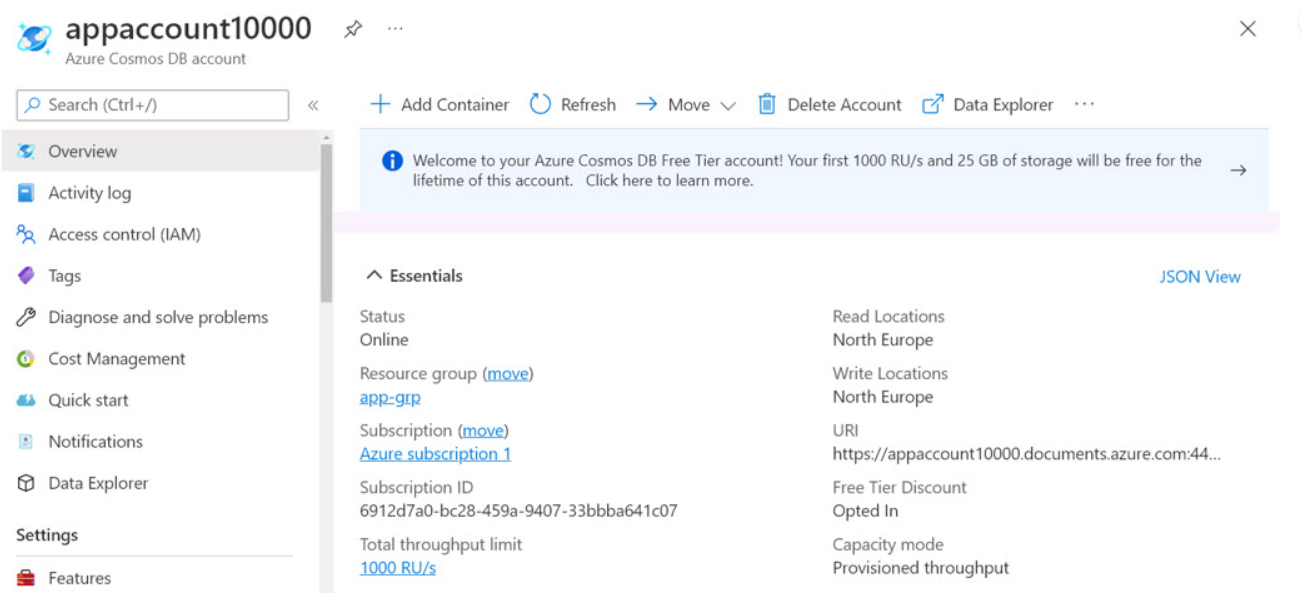 appaccount10000 ...
Azure Cosmos DB account
Search (Ctrl+/)
«
Overview
Activity log
Access control (IAM)
Tags
Diagnose and solve problems
Cost Management
Quick start
Notifications
Data Explorer
Settings
Features
Add Container Refresh Move Delete Account Data Explorer ...
Welcome to your Azure Cosmos DB Free Tier account! Your first 1000 RU/s and 25 GB of storage will be free for the
lifetime of this account. Click here to learn more.
Essentials JSON View
Status
Online
Resource group (move)
app-grp
Subscription (move)
Azure subscription 1
Subscription ID
6912d7a0-bc28-459a-9407-33bbba641c07
Total throughput limit
1000 RU/s
Read Locations
North Europe
Write Locations
North Europe
URI
https://appaccount10000.documents.azure.com:44...
Free Tier Discount
Opted In
Capacity mode
Provisioned throughput